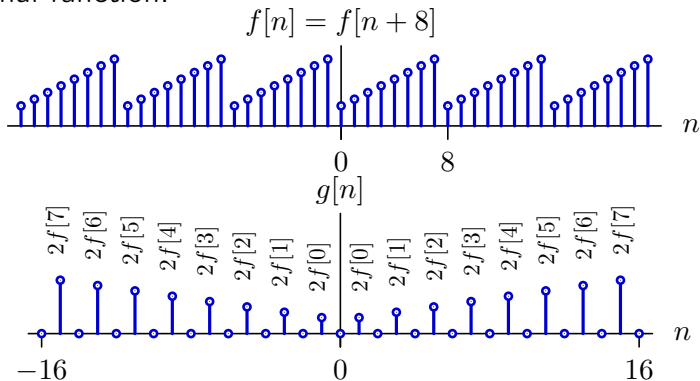 nal function.
f[n] = f[n + 8]
n
0 8
g[n]
2f[7] 2f[6] 2f[5] 2f[4] 2f[3] 2f[2] 2f[1] 2f[0] 2f[0] 2f[1] 2f[2] 2f[3] 2f[4] 2f[5] 2f[6] 2f[7]
n
−16 0 16